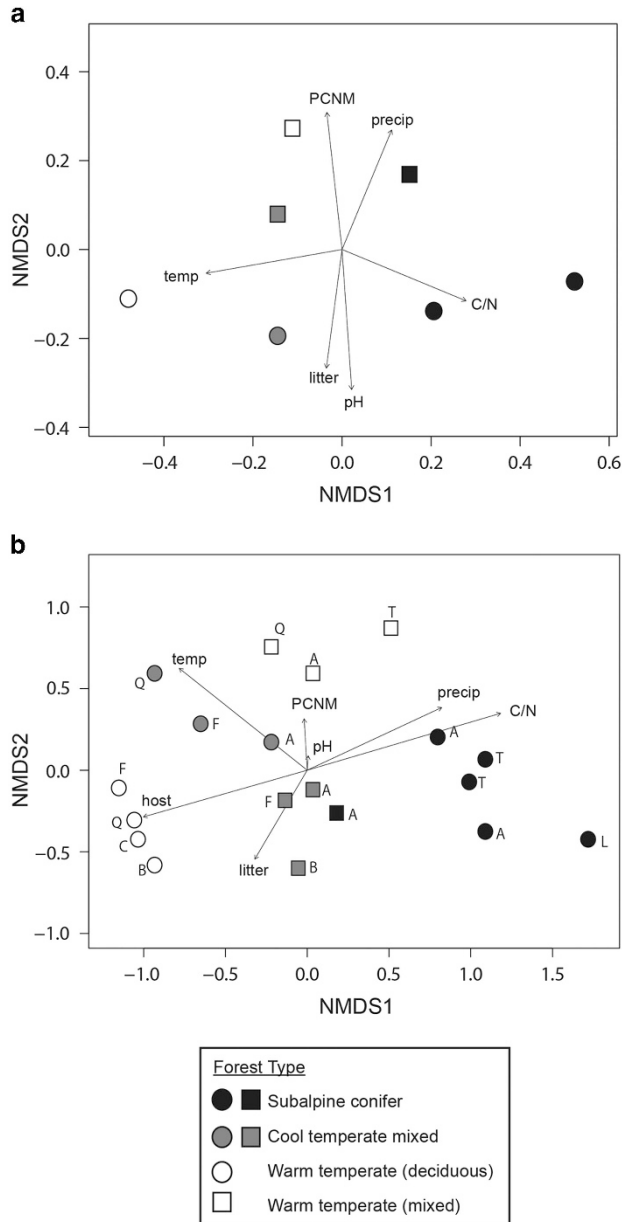 a
0.4
PCNM
precip
0.2
NMDS2
0.0
temp
C/N
−0.2
litter
pH
−0.4
−0.4 −0.2 0.0 0.2 0.4 0.6
NMDS1
b
1.0
Q T
temp A
Q
0.5
PCNM precip
C/N
F A A
pH
T
NMDS2
0.0
F A T
host F A
Q
C A L
−0.5
B litter B
−1.0
−1.0 −0.5 0.0 0.5 1.0 1.5
NMDS1
Forest Type
Subalpine conifer
Cool temperate mixed
Warm temperate (deciduous)
Warm temperate (mixed)